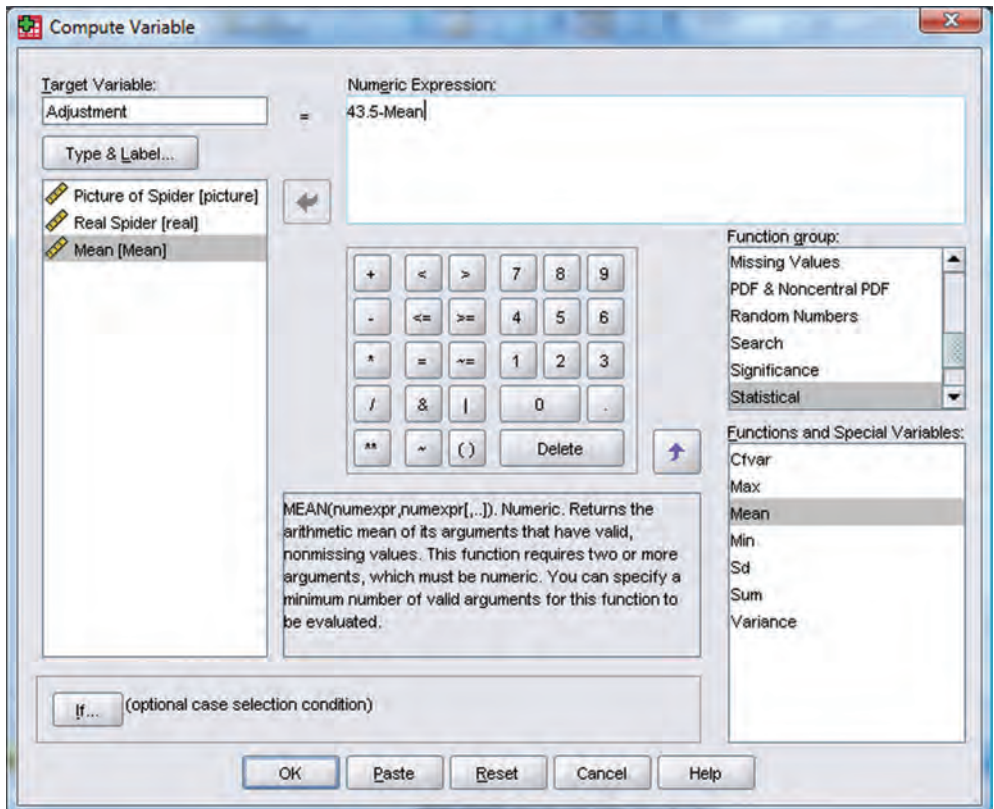 Compute Variable
Target Variable:
Adjustment
=
Numeric Expression:
43.5-Mean
Type & Label...
Picture of Spider [picture]
Real Spider [real]
Mean [Mean]
+ < > 7 8 9
- <= >= 4 5 6
* = ~= 1 2 3
/ & | 0 .
** ~ ( ) Delete
Function group:
Missing Values
PDF & Noncentral PDF
Random Numbers
Search
Significance
Statistical
Functions and Special Variables:
Cfvar
Max
Mean
Min
Sd
Sum
Variance
MEAN(numexpr,numexpr[,..]). Numeric. Returns the
arithmetic mean of its arguments that have valid,
nonmissing values. This function requires two or more
arguments, which must be numeric. You can specify a
minimum number of valid arguments for this function to
be evaluated.
If... (optional case selection condition)
OK Paste Reset Cancel Help